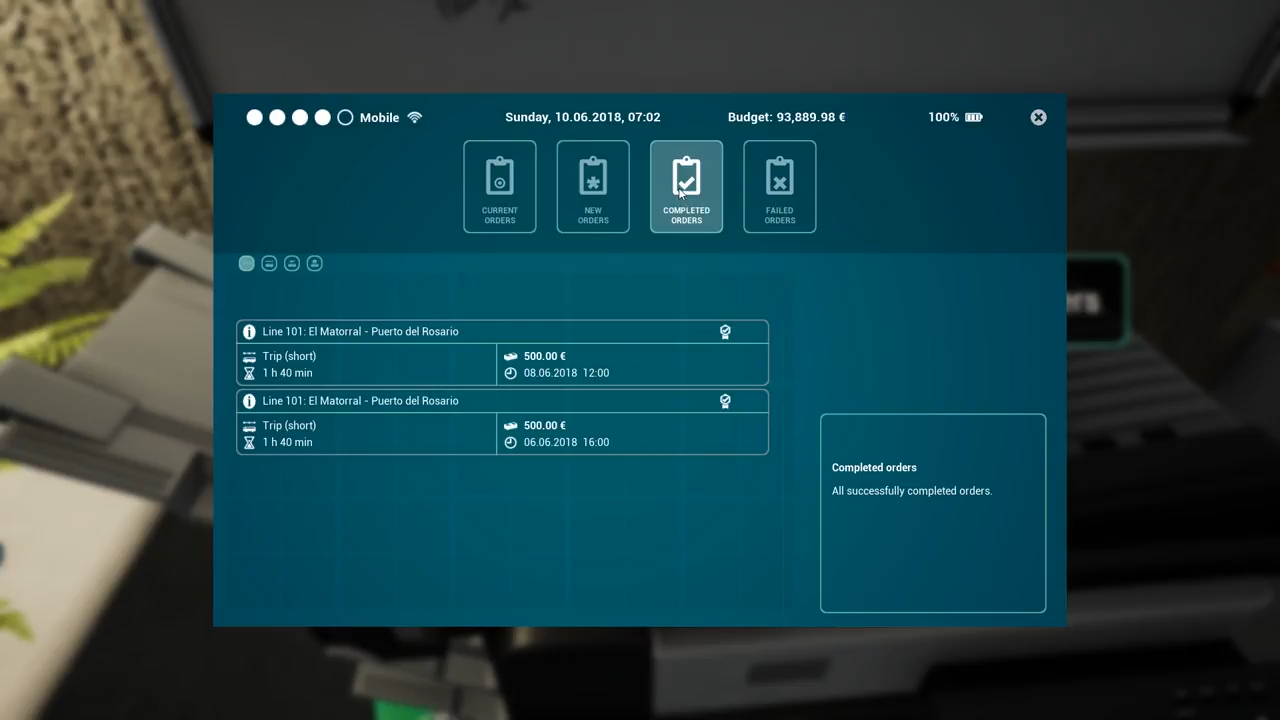 Mobile
Sunday, 10.06.2018, 07:02
Budget: 93,889.98 €
100%
CURRENT
ORDERS
NEW
ORDERS
COMPLETED
ORDERS
FAILED
ORDERS
Line 101: El Matorral - Puerto del Rosario
Trip (short)
500.00 €
1 h 40 min
08.06.2018 12:00
Line 101: El Matorral - Puerto del Rosario
Trip (short)
500.00 €
1 h 40 min
06.06.2018 16:00
Completed orders
All successfully completed orders.